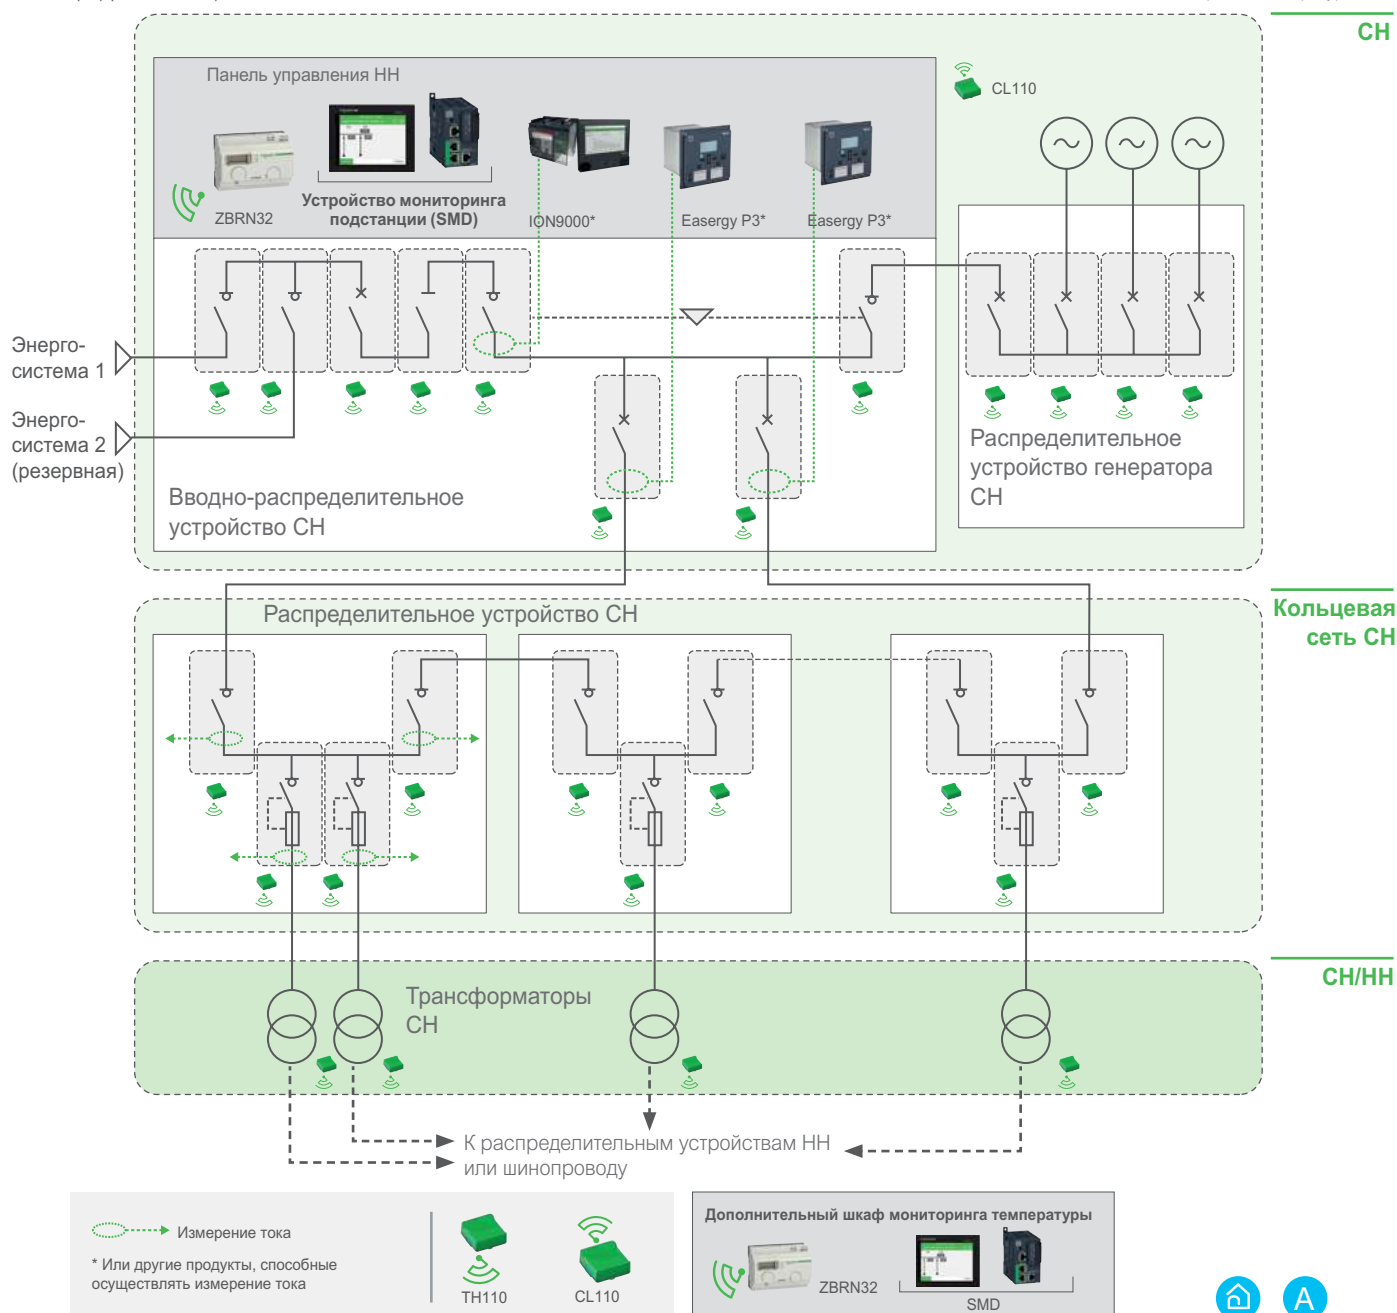 СН
Панель управления НН
CL110
ZBRN32
Устройство мониторинга
подстанции (SMD)
ION9000*
Easergy P3*
Easergy P3*
Энерго-
система 1
Энерго-
система 2
(резервная)
Вводно-распределительное
устройство СН
Распределительное
устройство генератора
СН
Кольцевая
сеть СН
Распределительное устройство СН
СН/НН
Трансформаторы
СН
К распределительным устройствам НН
или шинопроводу
Измерение тока
* Или другие продукты, способные
осуществлять измерение тока
TH110
CL110
Дополнительный шкаф мониторинга температуры
ZBRN32
SMD
A